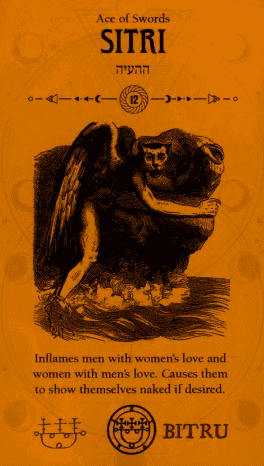 Ace of Swords
SITRI
ההעיה
12
Inflames men with women's love and
women with men's love. Causes them
to show themselves naked if desired.
BITRU